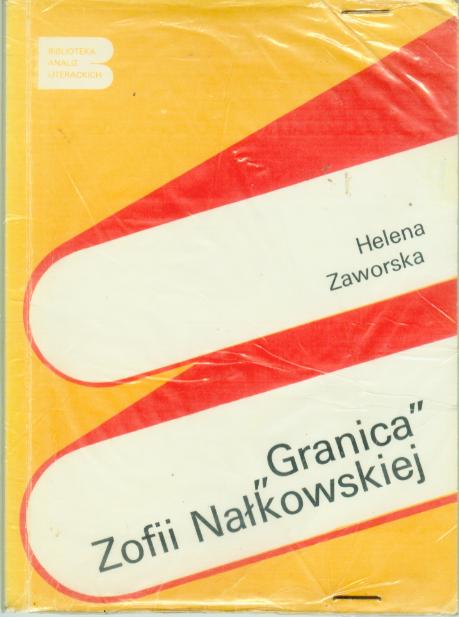 BIBLIOTEKA
ANALIZ
LITERACKICH
Helena
Zaworska
„Granica”
Zofii Nałkowskiej